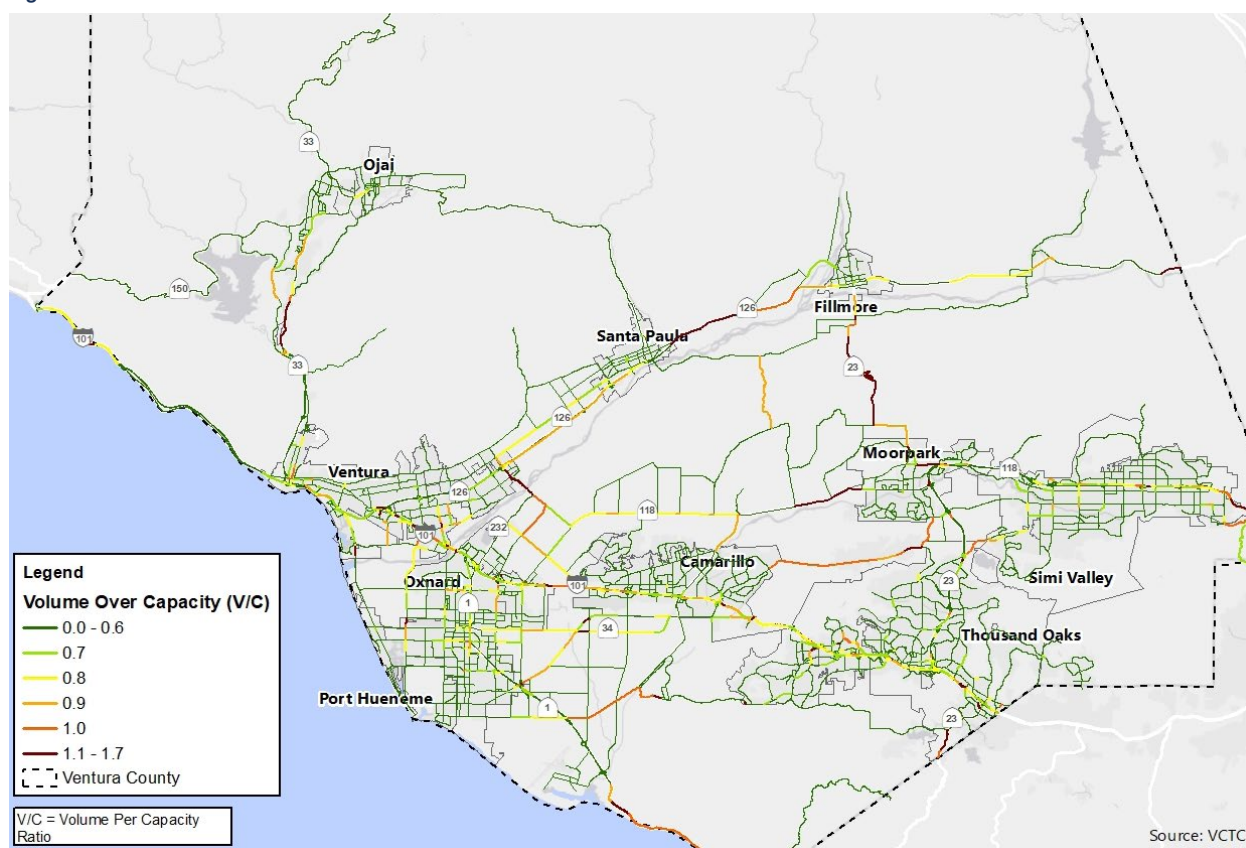 33
Ojai
150
101
33
Fillmore
126
Santa Paula
23
126
Moorpark
118
Ventura
126
118
232
101
Camarillo
Oxnard
101
Simi Valley
23
1
34
Thousand Oaks
Port Hueneme
1
23
Legend
Volume Over Capacity (V/C)
0.0 - 0.6
0.7
0.8
0.9
1.0
1.1 - 1.7
Ventura County
V/C = Volume Per Capacity
Ratio
Source: VCTC